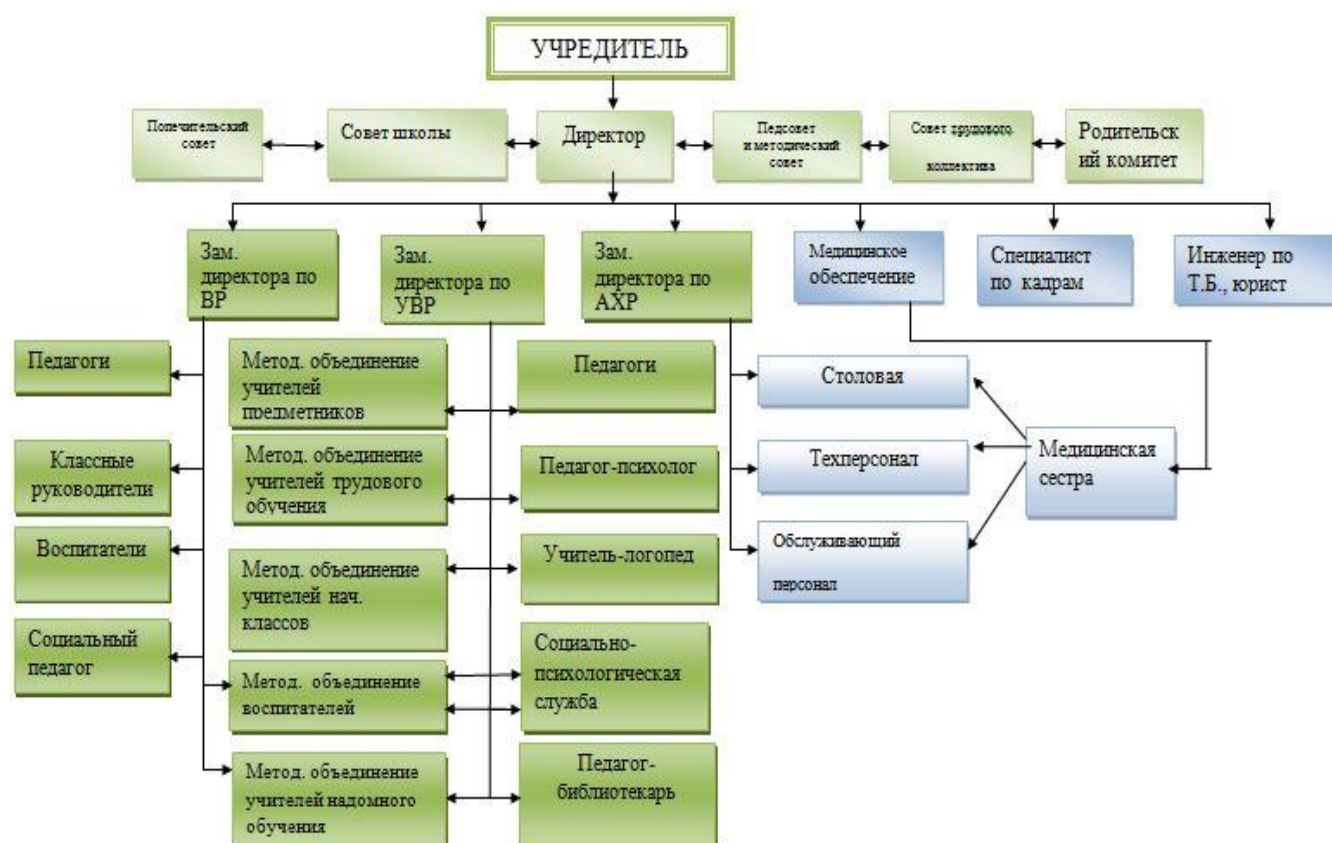 УЧРЕДИТЕЛЬ
Попечительский
совет
Совет школы
Директор
Педсовет
и методический
совет
Совет трудового
коллектива
Родительск
ий комитет
Зам.
директора по
ВР
Зам.
директора по
УВР
Зам.
директора по
АХР
Медицинское
обеспечение
Специалист
по кадрам
Инженер по
Т.Б., юрист
Педагоги
Метод. объединение
учителей
предметников
Педагоги
Столовая
Классные
руководители
Метод. объединение
учителей трудового
обучения
Педагог-психолог
Техперсонал
Медицинская
сестра
Воспитатели
Метод. объединение
учителей нач.
классов
Учитель-логопед
Обслуживающий
персонал
Социальный
педагог
Метод. объединение
воспитателей
Социально-
психологическая
служба
Метод. объединение
учителей надомного
обучения
Педагог-
библиотекарь